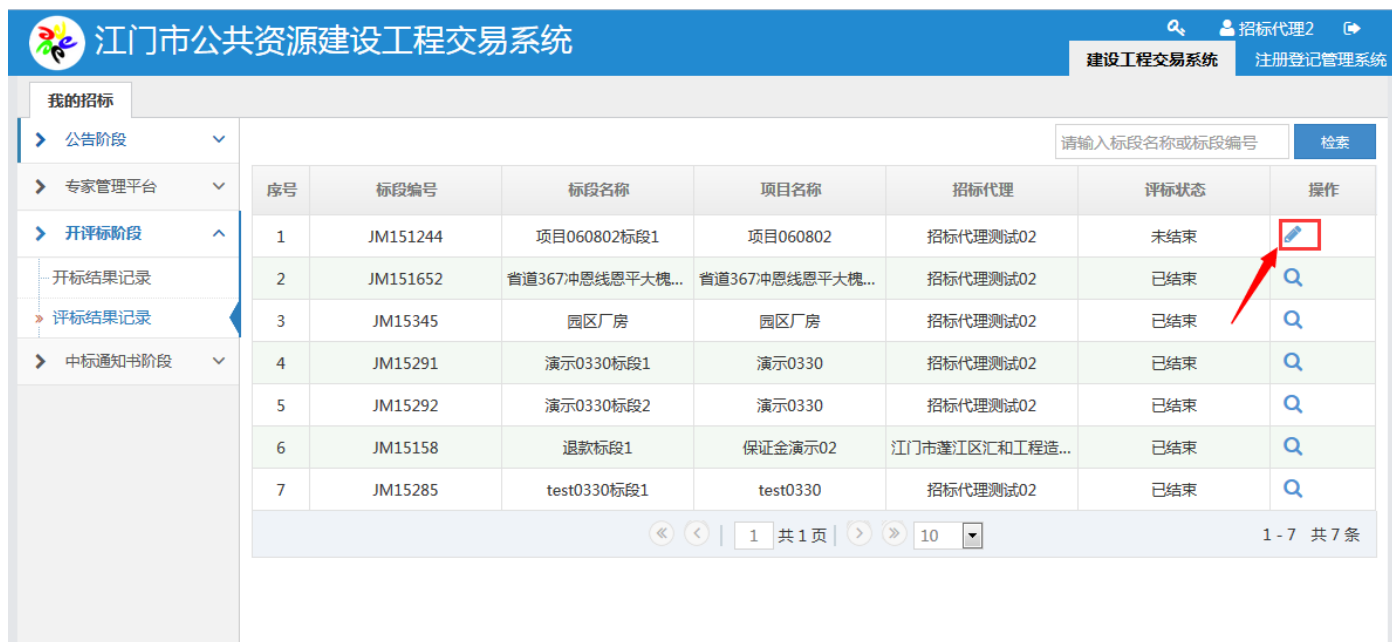 江门市公共资源建设工程交易系统
招标代理2
建设工程交易系统 注册登记管理系统
我的招标
公告阶段
专家管理平台
开评标阶段
开标结果记录
评标结果记录
中标通知书阶段
请输入标段名称或标段编号 检索
序号 标段编号 标段名称 项目名称 招标代理 评标状态 操作
1 JM151244 项目060802标段1 项目060802 招标代理测试02 未结束
2 JM151652 省道367冲恩线恩平大槐... 省道367冲恩线恩平大槐... 招标代理测试02 已结束
3 JM15345 园区厂房 园区厂房 招标代理测试02 已结束
4 JM15291 演示0330标段1 演示0330 招标代理测试02 已结束
5 JM15292 演示0330标段2 演示0330 招标代理测试02 已结束
6 JM15158 退款标段1 保证金演示02 江门市蓬江区汇和工程造... 已结束
7 JM15285 test0330标段1 test0330 招标代理测试02 已结束
1 共1页 10 1 - 7 共7条